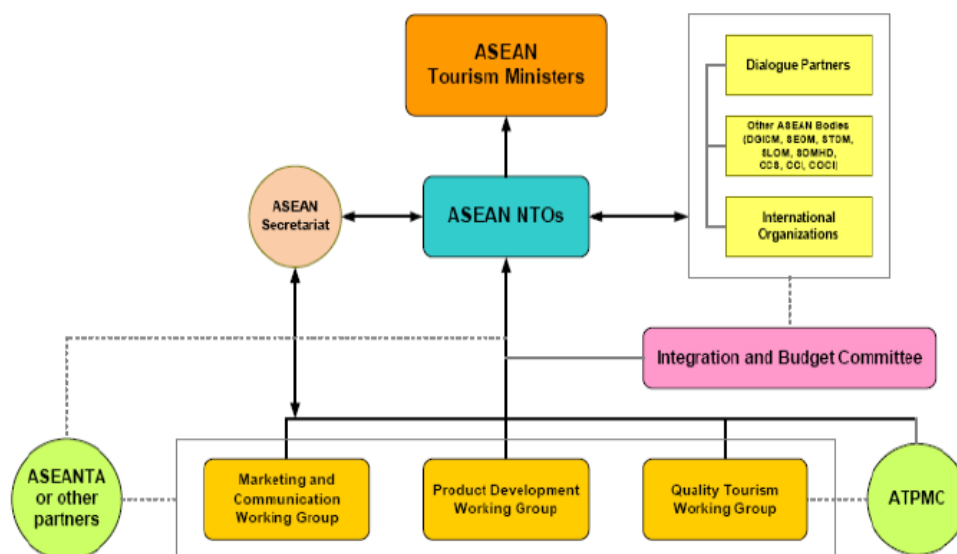 ASEAN
Tourism Ministers
Dialogue Partners
Other ASEAN Bodies
(DGICM, SEOM, STOM,
SLOM, SOMHD,
CCS, CCI, COCI)
ASEAN
Secretariat
ASEAN NTOs
International
Organizations
Integration and Budget Committee
ASEANTA
or other
partners
Marketing and
Communication
Working Group
Product Development
Working Group
Quality Tourism
Working Group
ATPMC